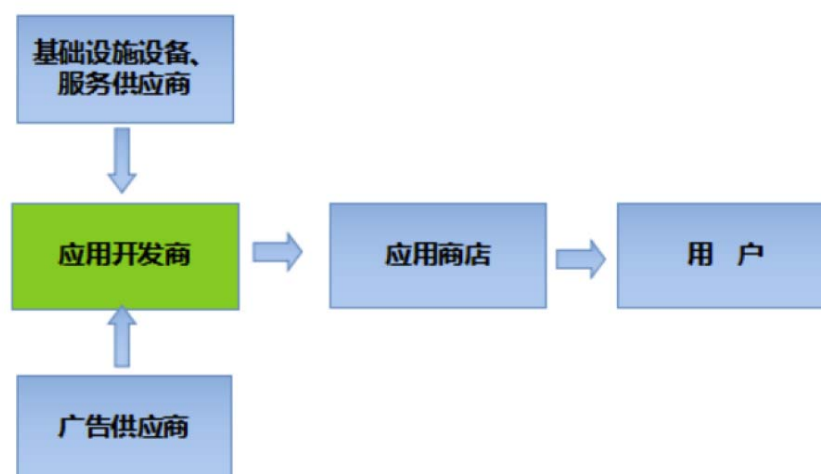 基础设施设备、
服务供应商
应用开发商
应用商店
用 户
广告供应商